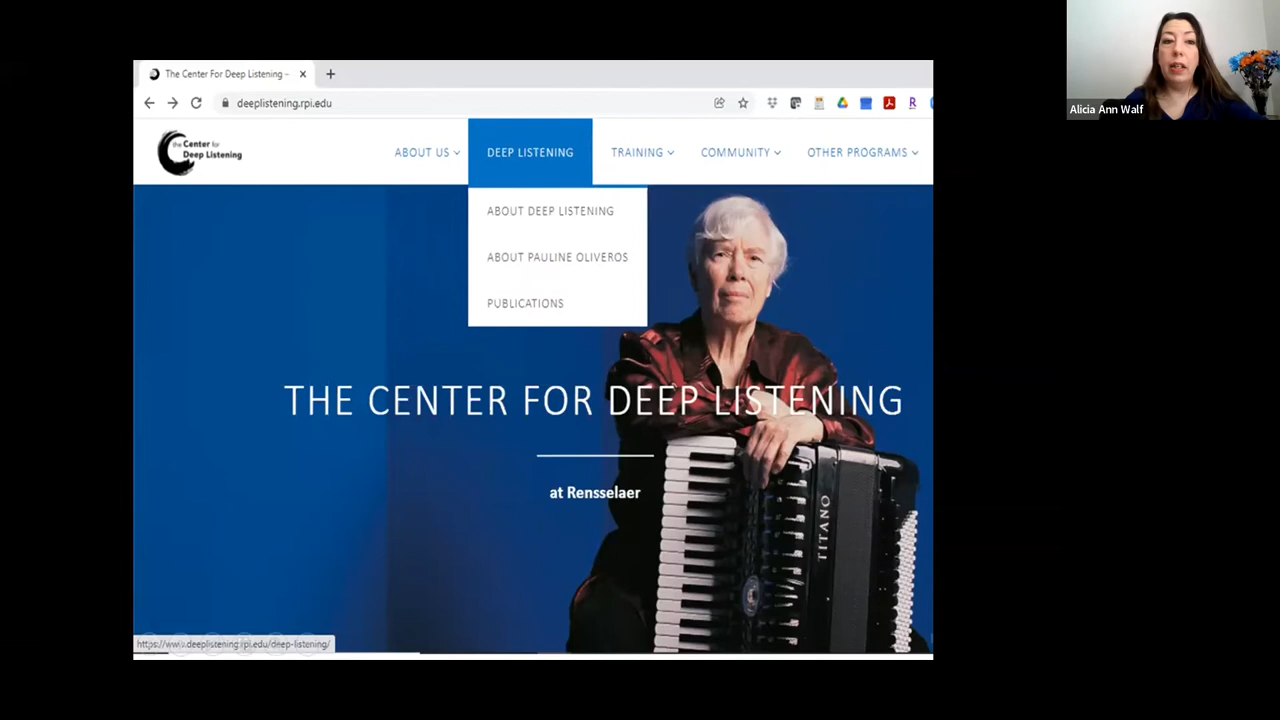 The Center For Deep Listening –
deeplistening.rpi.edu
the Center for
Deep Listening
ABOUT US
DEEP LISTENING
TRAINING
COMMUNITY
OTHER PROGRAMS
ABOUT DEEP LISTENING
ABOUT PAULINE OLIVEROS
PUBLICATIONS
THE CENTER FOR DEEP LISTENING
at Rensselaer
TITANO
https://www.deeplistening.rpi.edu/deep-listening/
Alicia Ann Walf
R